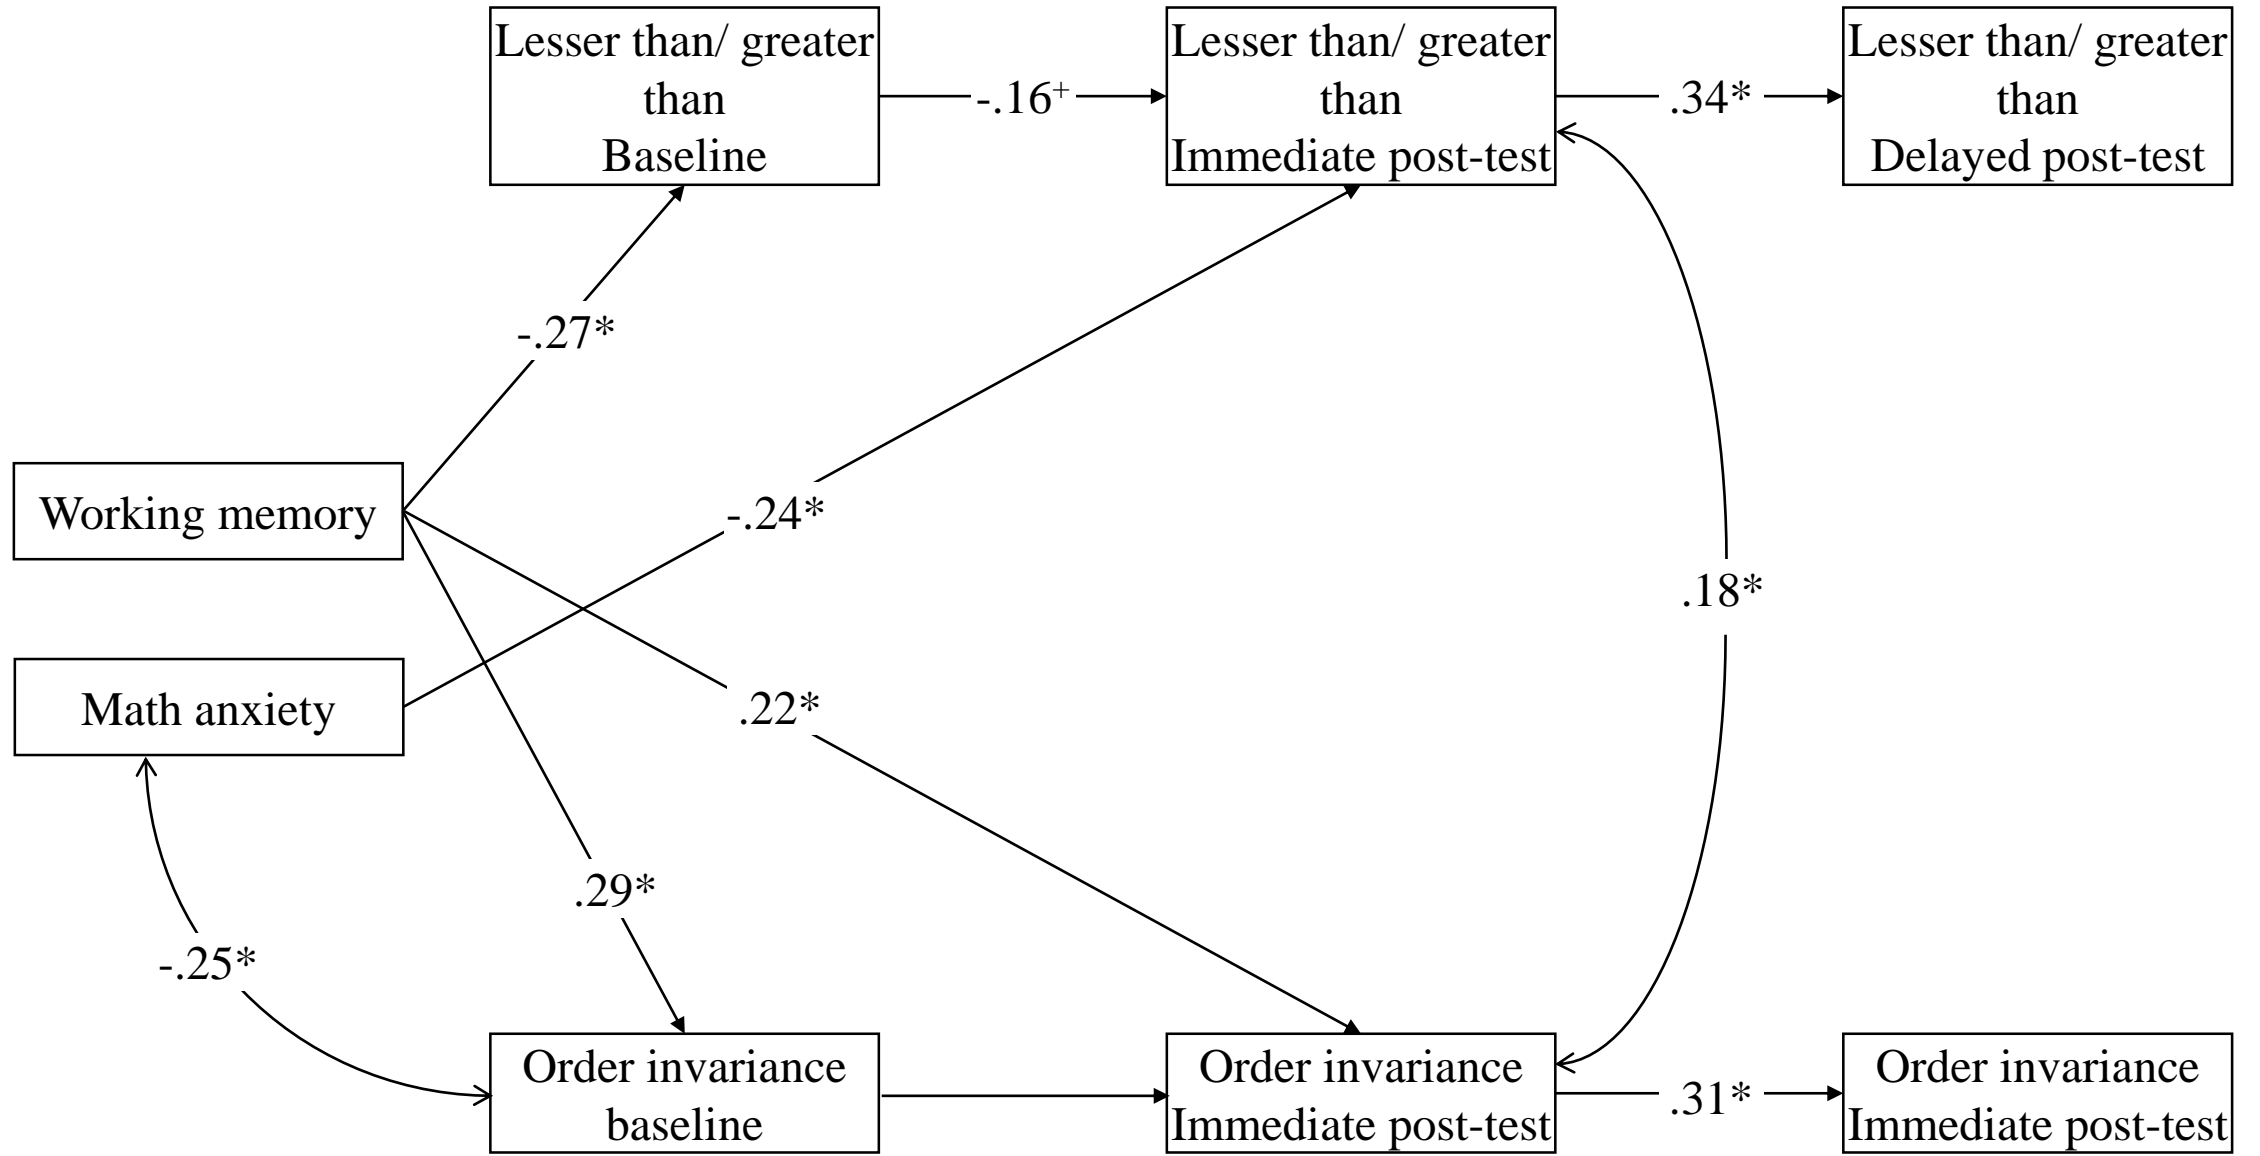 Lesser than/ greater
than
Baseline
-.16+
Lesser than/ greater
than
Immediate post-test
.34*
Lesser than/ greater
than
Delayed post-test
-.27*
Working memory
-.24*
.18*
Math anxiety
.22*
.29*
-.25*
Order invariance
baseline
Order invariance
Immediate post-test
.31*
Order invariance
Immediate post-test